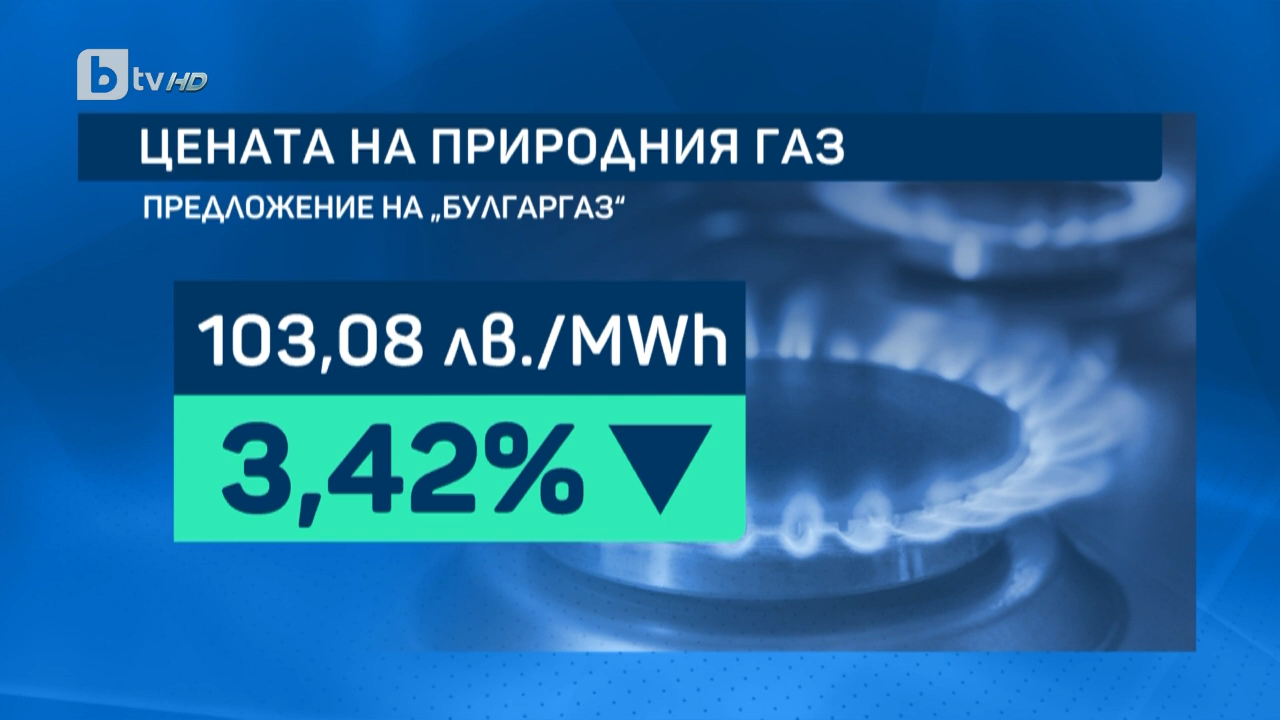 btv HD
ЦЕНАТА НА ПРИРОДНИЯ ГАЗ
ПРЕДЛОЖЕНИЕ НА „БУЛГАРГАЗ“
103,08 лв./MWh
3,42%